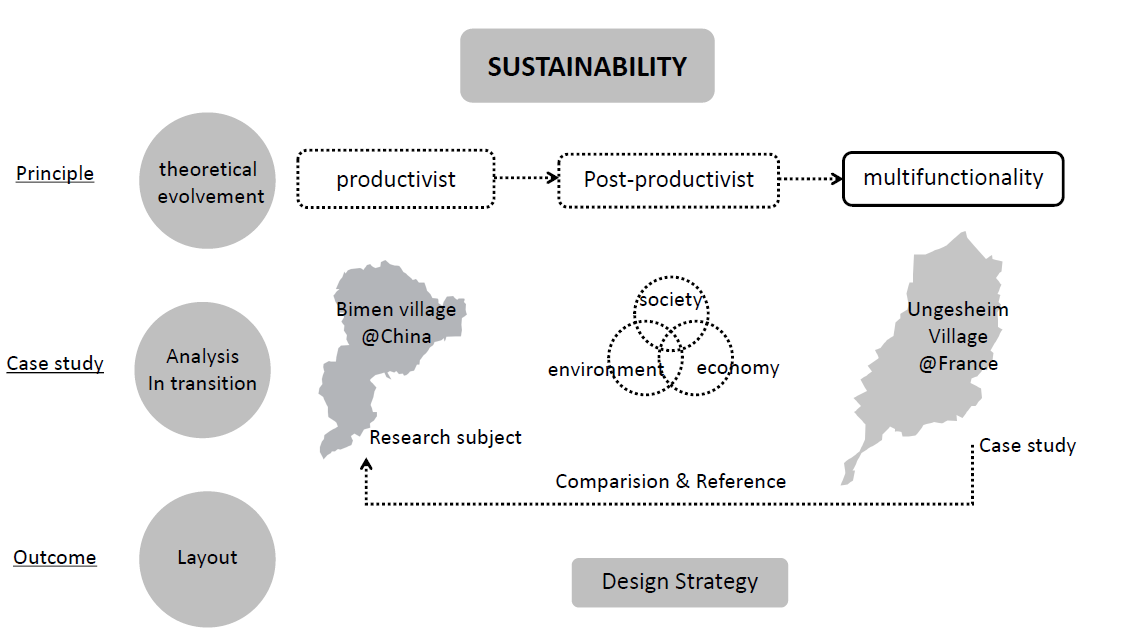 SUSTAINABILITY
Principle
theoretical
evolvement
productivist
Post-productivist
multifunctionality
Case study
Analysis
In transition
Bimen village
@China
society
environment
economy
Ungesheim
Village
@France
Research subject
Case study
Comparision & Reference
Outcome
Layout
Design Strategy